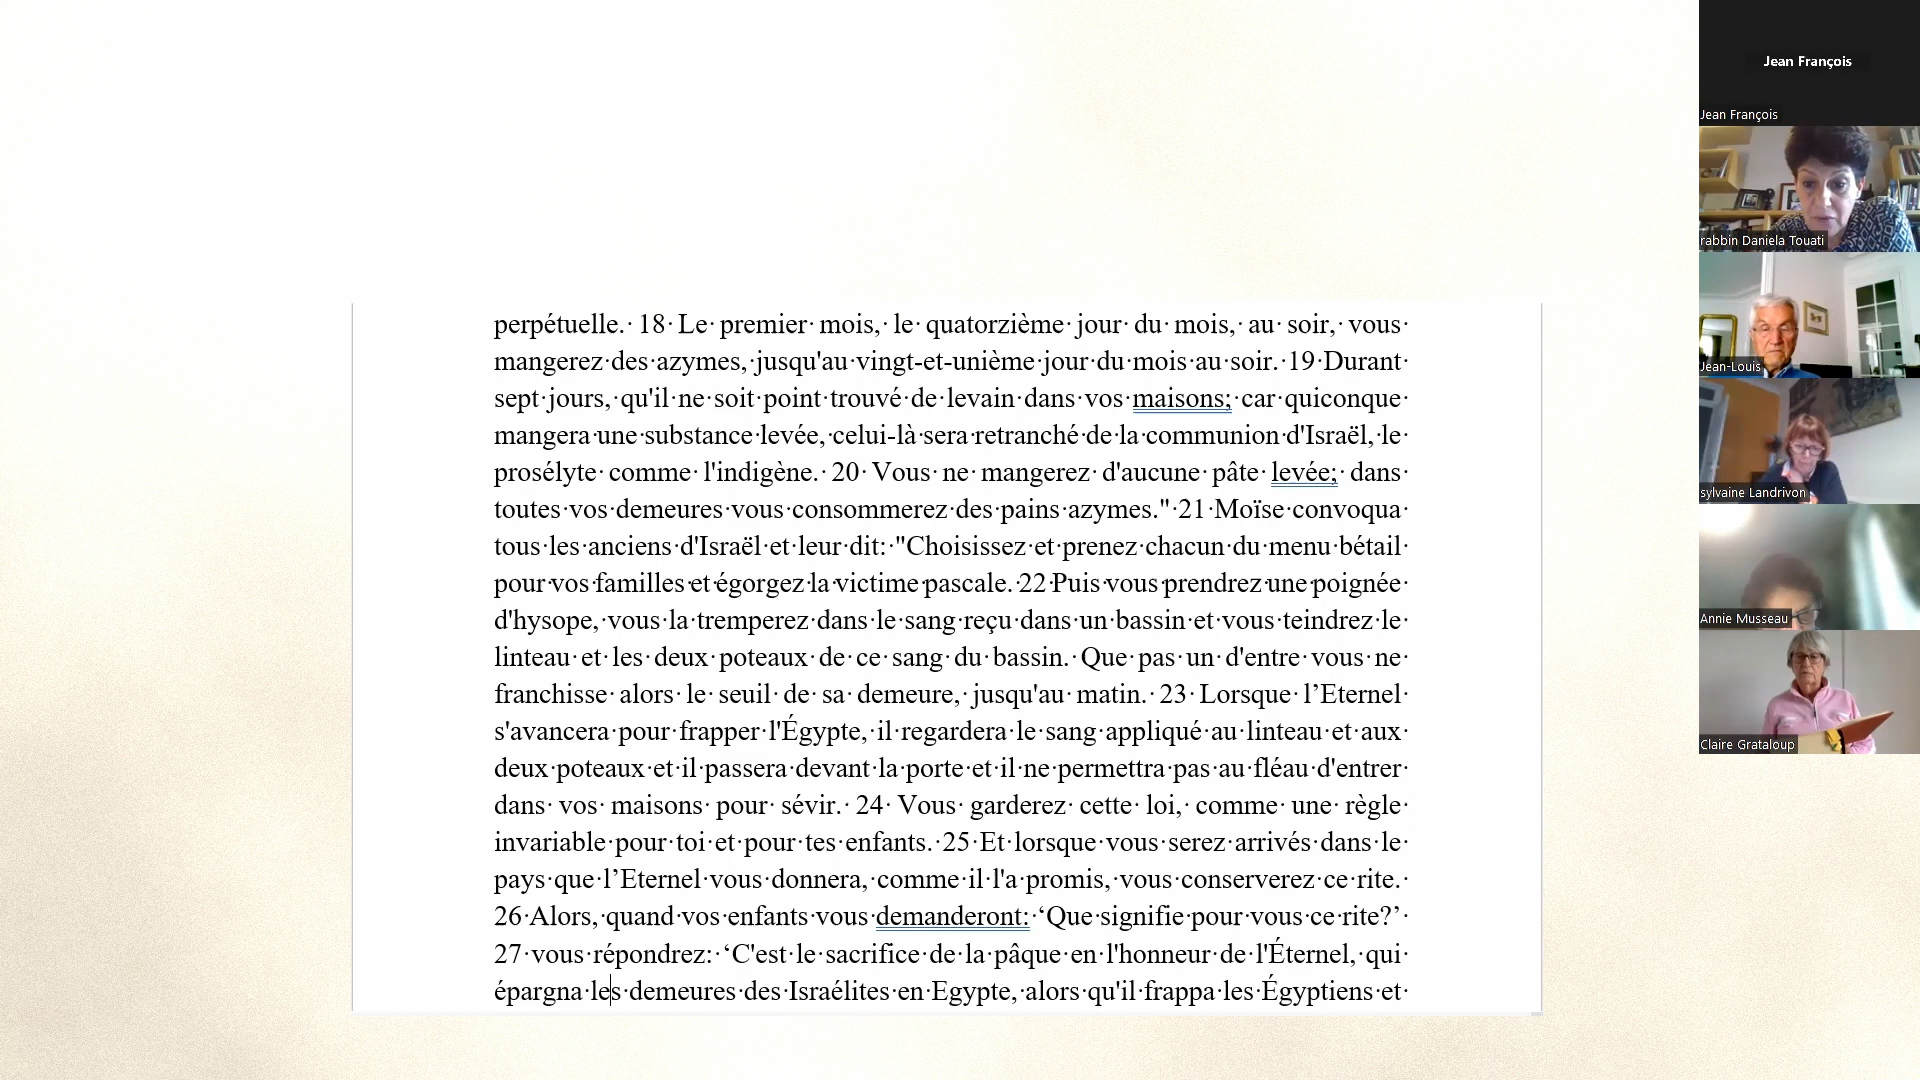 perpétuelle. 18 Le premier mois, le quatorzième jour du mois, au soir, vous
mangerez des azymes, jusqu'au vingt-et-unième jour du mois au soir. 19 Durant
sept jours, qu'il ne soit point trouvé de levain dans vos maisons; car quiconque
mangera une substance levée, celui-là sera retranché de la communion d'Israël, le
prosélyte comme l'indigène. 20 Vous ne mangerez d'aucune pâte levée; dans
toutes vos demeures vous consommerez des pains azymes." 21 Moïse convoqua
tous les anciens d'Israël et leur dit: "Choisissez et prenez chacun du menu bétail
pour vos familles et égorgez la victime pascale. 22 Puis vous prendrez une poignée
d'hysope, vous la tremperez dans le sang reçu dans un bassin et vous teindrez le
linteau et les deux poteaux de ce sang du bassin. Que pas un d'entre vous ne
franchisse alors le seuil de sa demeure, jusqu'au matin. 23 Lorsque l’Eternel
s'avancera pour frapper l'Égypte, il regardera le sang appliqué au linteau et aux
deux poteaux et il passera devant la porte et il ne permettra pas au fléau d'entrer
dans vos maisons pour sévir. 24 Vous garderez cette loi, comme une règle
invariable pour toi et pour tes enfants. 25 Et lorsque vous serez arrivés dans le
pays que l’Eternel vous donnera, comme il l'a promis, vous conserverez ce rite.
26 Alors, quand vos enfants vous demanderont: ‘Que signifie pour vous ce rite?’
27 vous répondrez: ‘C'est le sacrifice de la pâque en l'honneur de l'Éternel, qui
épargna les demeures des Israélites en Egypte, alors qu'il frappa les Égyptiens et
Jean François
Jean François
rabbin Daniela Touati
Jean-Louis
sylvaine Landrivon
Annie Musseau
Claire Grataloup